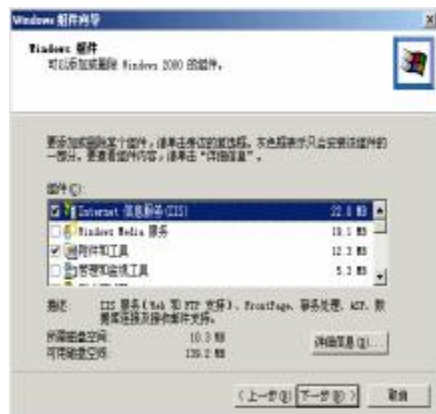 Windows 组件向导
Windows 组件
可以添加或删除 Windows 2000 的组件。
要添加或删除某个组件，请单击旁边的复选框。灰色框表示只会安装该组件的
一部分。要查看组件内容，请单击“详细信息”。
组件(C):
Internet 信息服务(IIS) 22.0 MB
Windows Media 服务 19.1 MB
附件和工具 12.3 MB
管理和监视工具 5.3 MB
描述: IIS 服务(Web 和 FTP 支持)、FrontPage、事务处理、ASP、数
据库连接及接收邮件支持。
所需磁盘空间: 10.3 MB
可用磁盘空间: 139.2 MB
详细信息(D)...
<上一步(B) 下一步(N)> 取消